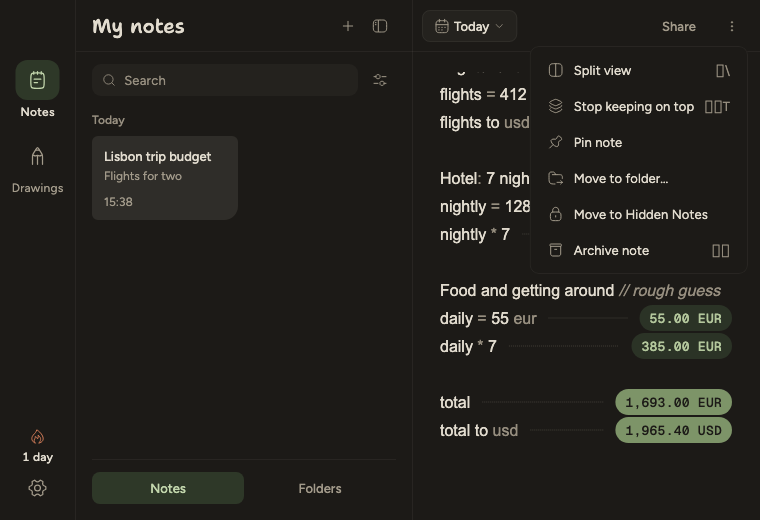 My notes
Today
Share
Notes
Drawings
Search
Today
Lisbon trip budget
Flights for two
15:38
flights = 412
flights to usd
Hotel: 7 nigh
nightly = 128
nightly * 7
Food and getting around // rough guess
daily = 55 eur 55.00 EUR
daily * 7 385.00 EUR
total 1,693.00 EUR
total to usd 1,965.40 USD
Split view \
Stop keeping on top T
Pin note
Move to folder...
Move to Hidden Notes
Archive note
1 day
Notes
Folders